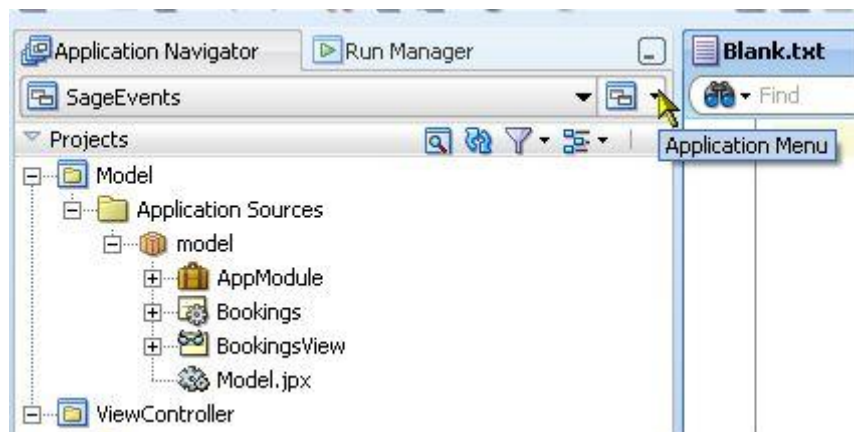 Application Navigator Run Manager Blank.txt
SageEvents Find
Projects Application Menu
Model
Application Sources
model
AppModule
Bookings
BookingsView
Model.jpx
ViewController